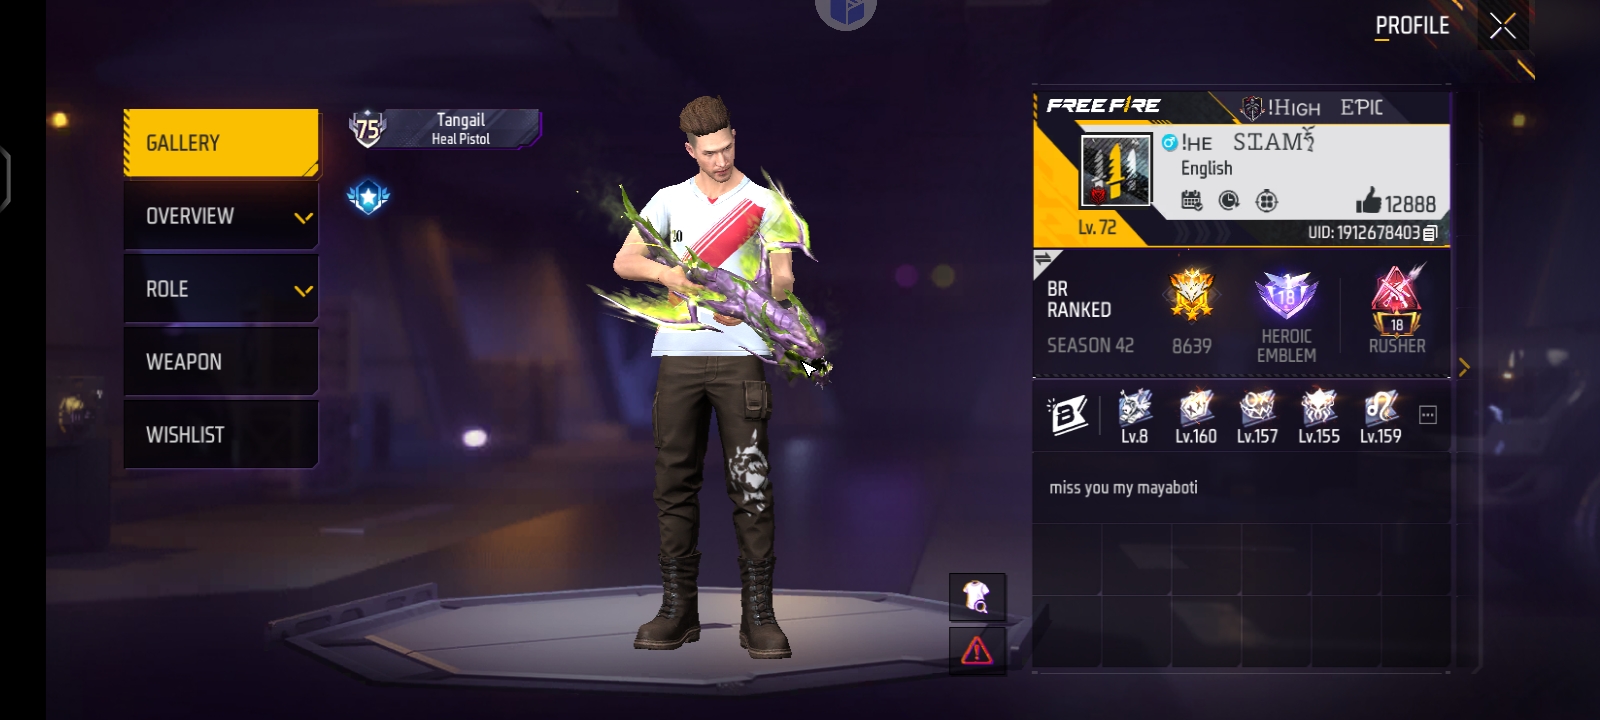 PROFILE
GALLERY
OVERVIEW
ROLE
WEAPON
WISHLIST
75
Tangail
Heal Pistol
10
FREE FIRE
!HIGH EPIC
!HE SIAM
English
12888
Lv. 72
UID: 1912678403
BR
RANKED
SEASON 42
8639
18
HEROIC
EMBLEM
18
RUSHER
B
Lv.8
Lv.160
Lv.157
Lv.155
Lv.159
miss you my mayaboti